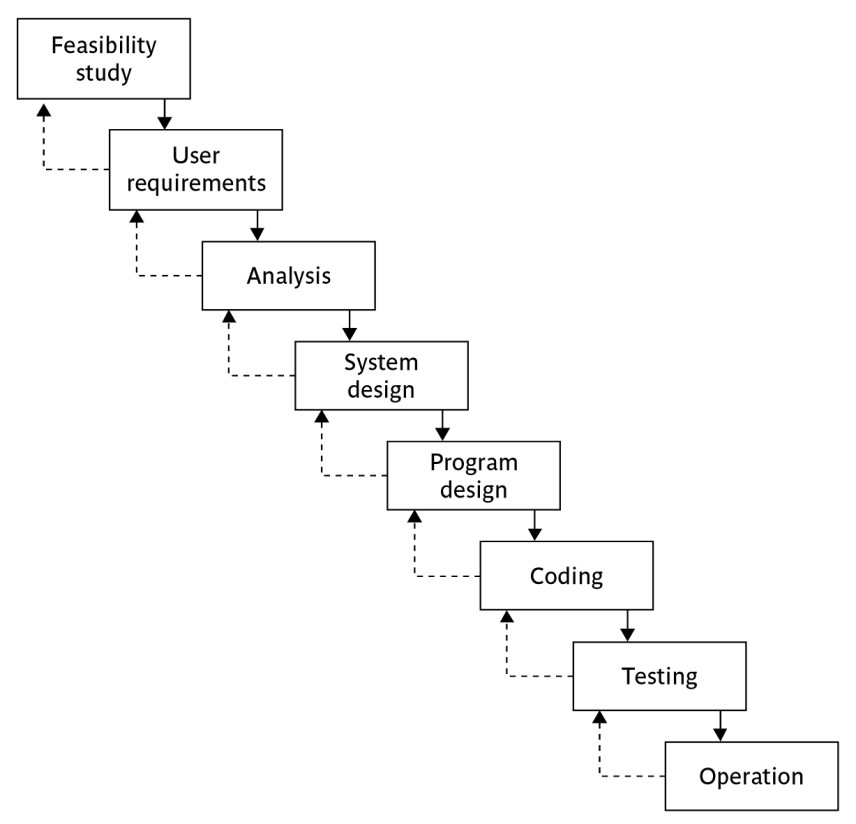 Feasibility
study
User
requirements
Analysis
System
design
Program
design
Coding
Testing
Operation